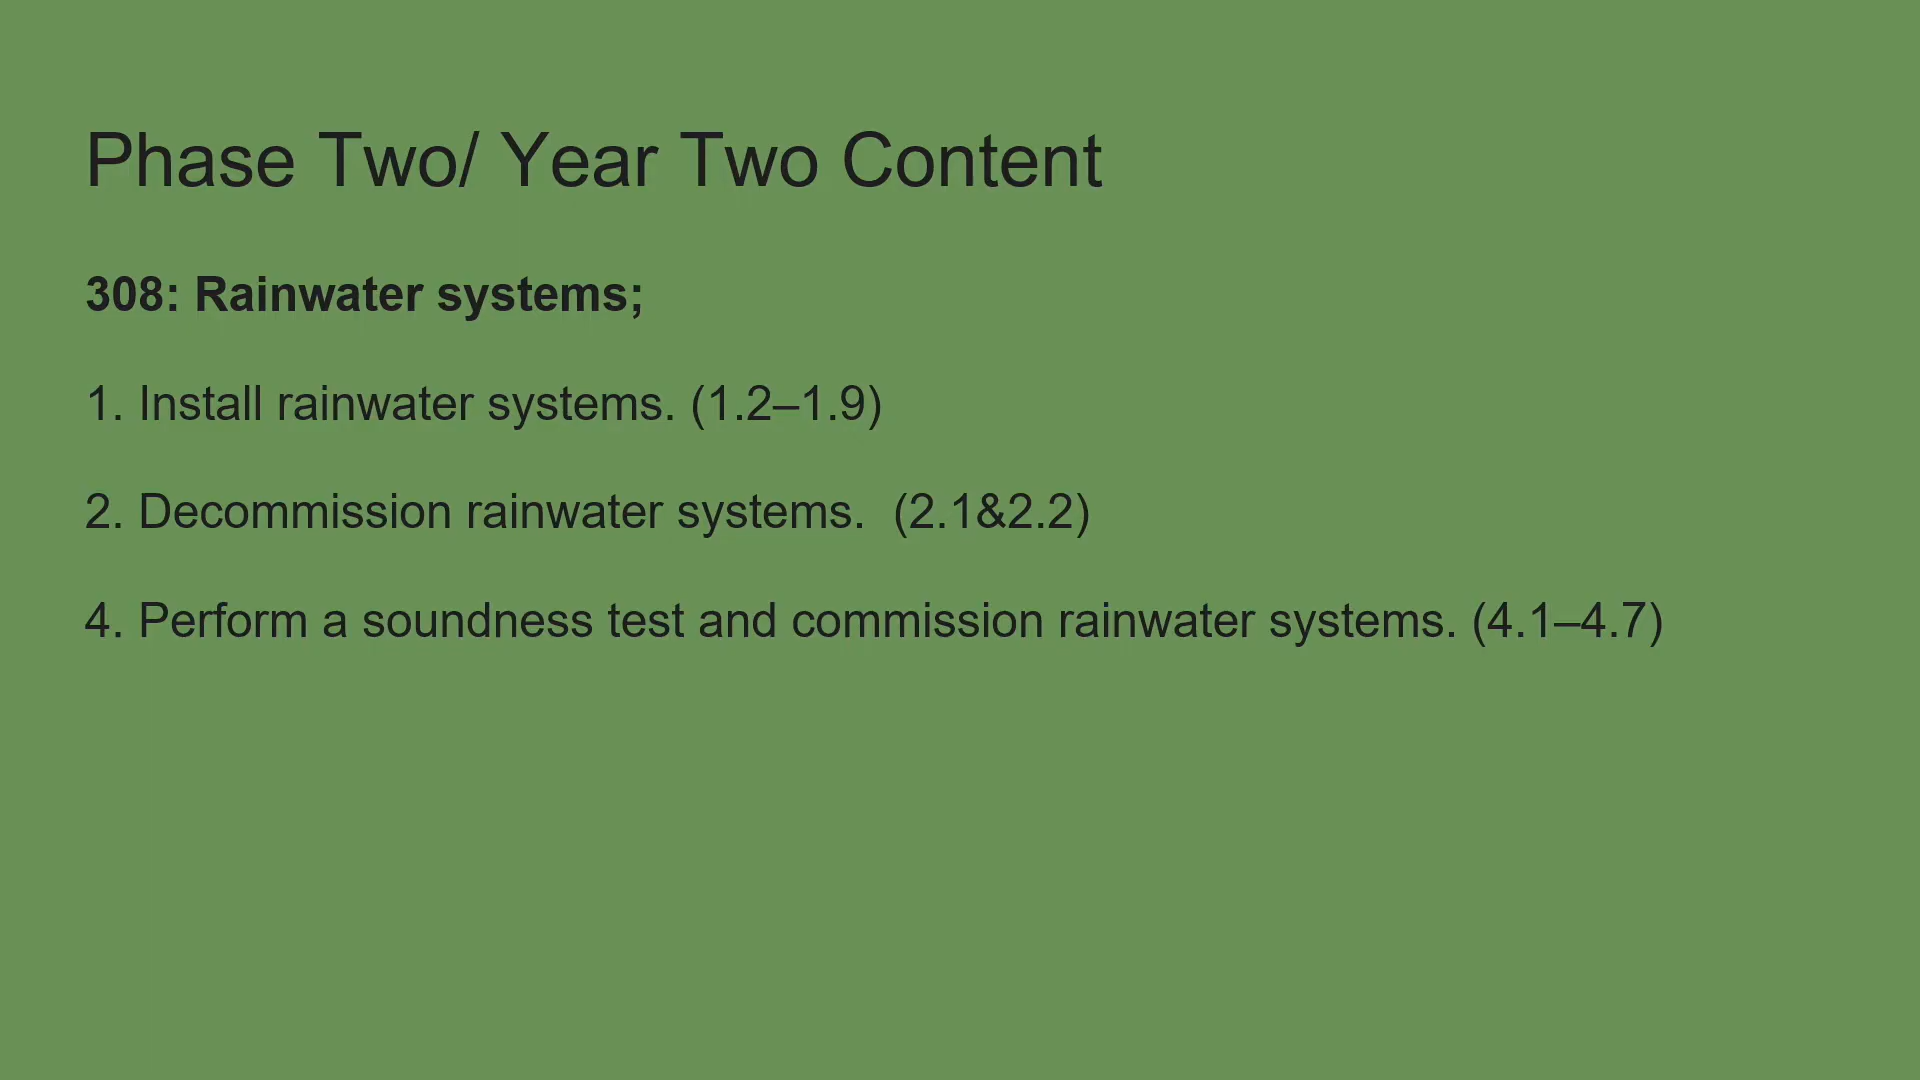 Phase Two/ Year Two Content
308: Rainwater systems;
1. Install rainwater systems. (1.2–1.9)
2. Decommission rainwater systems.  (2.1&2.2)
4. Perform a soundness test and commission rainwater systems. (4.1–4.7)